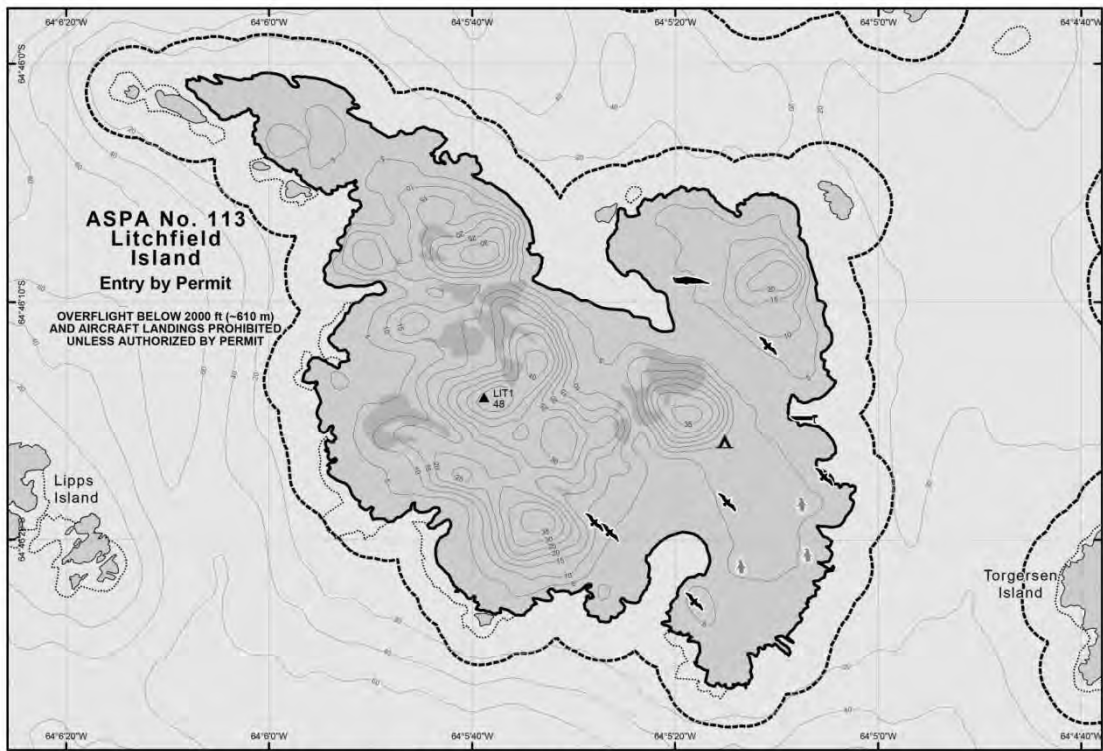 64°6'20"W
64°6'0"W
64°5'40"W
64°5'20"W
64°5'0"W
64°4'40"W
64°46'0"S
ASPA No. 113
Litchfield
Island
Entry by Permit
64°46'10"S
OVERFLIGHT BELOW 2000 ft (~610 m)
AND AIRCRAFT LANDINGS PROHIBITED
UNLESS AUTHORIZED BY PERMIT
LIT1
48
Lipps
Island
64°46'20"S
Torgersen
Island
64°6'20"W
64°6'0"W
64°5'40"W
64°5'20"W
64°5'0"W
64°4'40"W